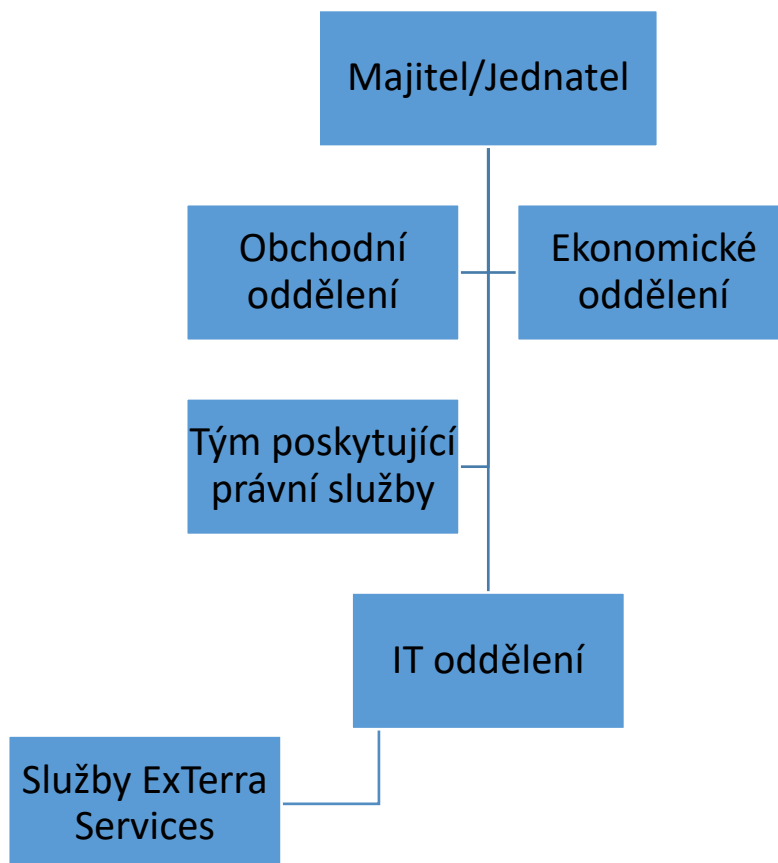 Majitel/Jednatel
Obchodní
oddělení
Ekonomické
oddělení
Tým poskytující
právní služby
IT oddělení
Služby ExTerra
Services